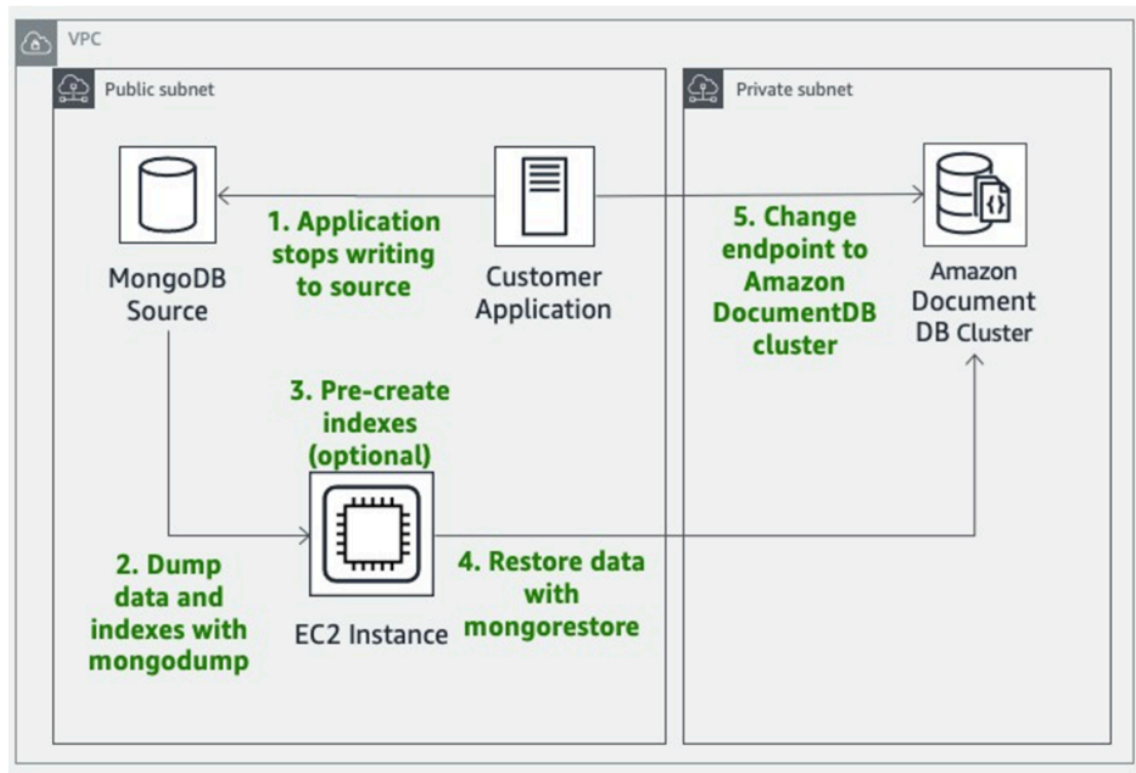 VPC
Public subnet
Private subnet
MongoDB
Source
1. Application
stops writing
to source
Customer
Application
5. Change
endpoint to
Amazon
DocumentDB
cluster
Amazon
Document
DB Cluster
3. Pre-create
indexes
(optional)
2. Dump
data and
indexes with
mongodump
EC2 Instance
4. Restore data
with
mongorestore
{}